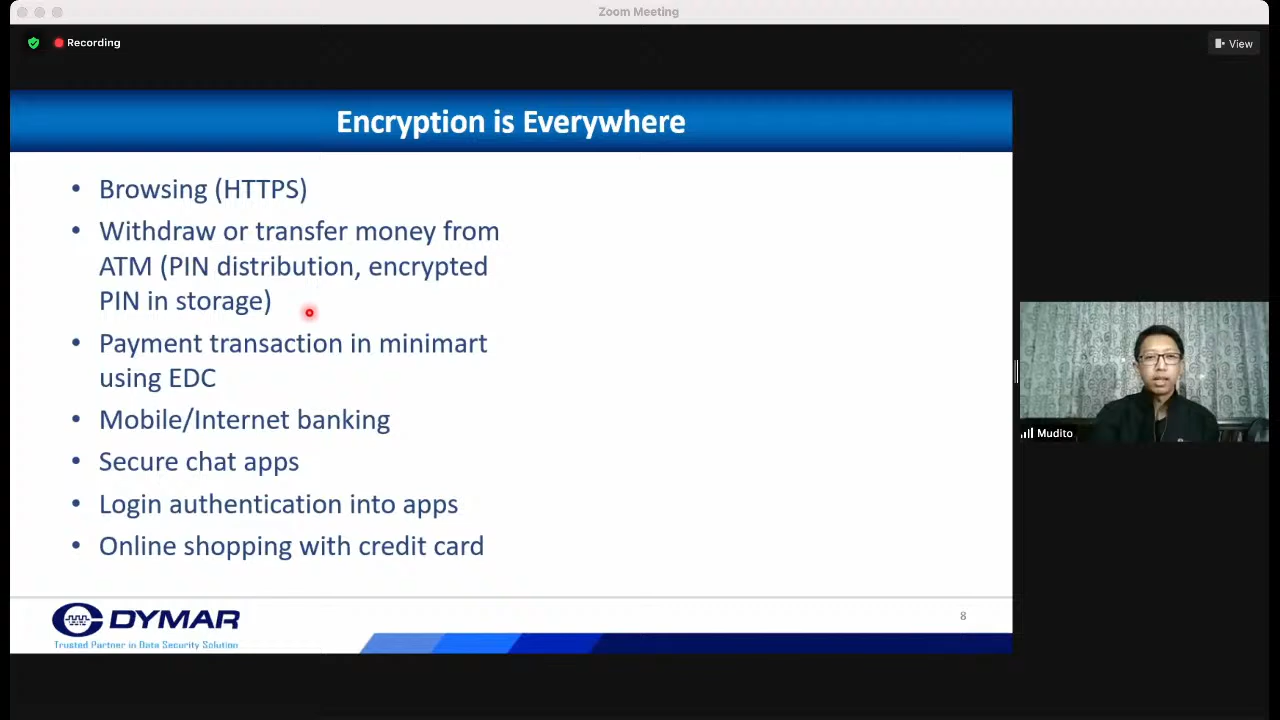 Zoom Meeting
Recording
View
Encryption is Everywhere
• Browsing (HTTPS)
• Withdraw or transfer money from
ATM (PIN distribution, encrypted
PIN in storage)
• Payment transaction in minimart
using EDC
• Mobile/Internet banking
• Secure chat apps
• Login authentication into apps
• Online shopping with credit card
Mudito
DYMAR
Trusted Partner in Data Security Solution
8